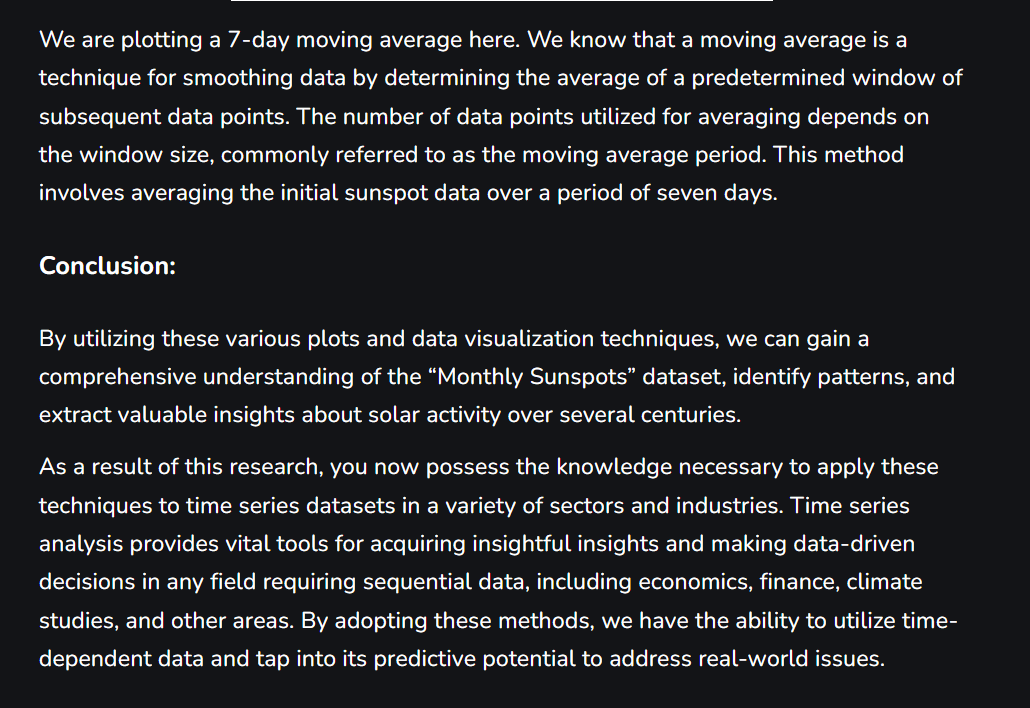 We are plotting a 7-day moving average here. We know that a moving average is a
technique for smoothing data by determining the average of a predetermined window of
subsequent data points. The number of data points utilized for averaging depends on
the window size, commonly referred to as the moving average period. This method
involves averaging the initial sunspot data over a period of seven days.
Conclusion:
By utilizing these various plots and data visualization techniques, we can gain a
comprehensive understanding of the “Monthly Sunspots” dataset, identify patterns, and
extract valuable insights about solar activity over several centuries.
As a result of this research, you now possess the knowledge necessary to apply these
techniques to time series datasets in a variety of sectors and industries. Time series
analysis provides vital tools for acquiring insightful insights and making data-driven
decisions in any field requiring sequential data, including economics, finance, climate
studies, and other areas. By adopting these methods, we have the ability to utilize time-
dependent data and tap into its predictive potential to address real-world issues.